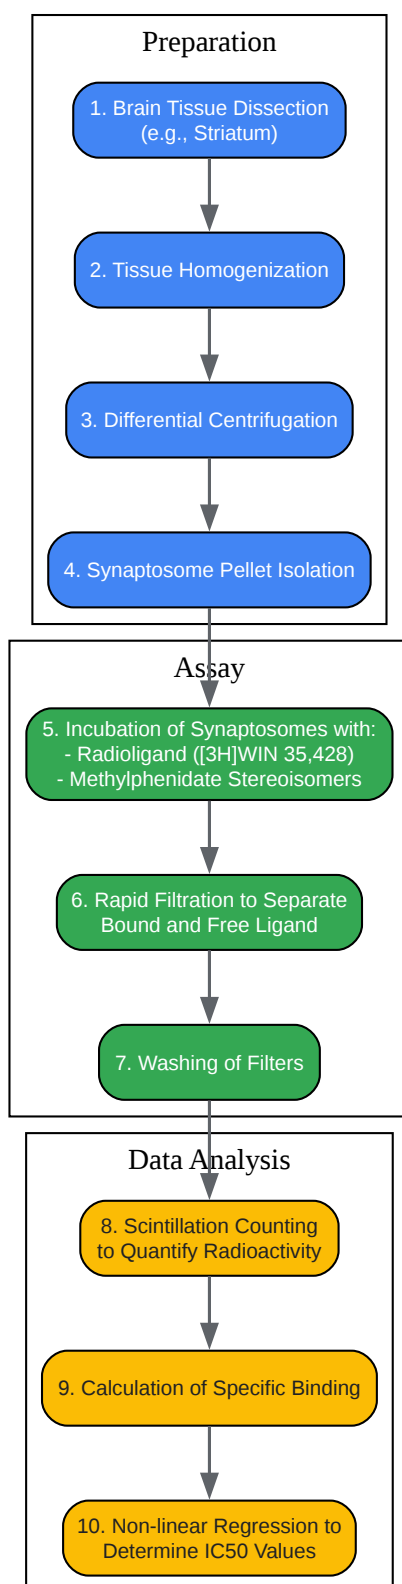 Preparation
1. Brain Tissue Dissection
(e.g., Striatum)
2. Tissue Homogenization
3. Differential Centrifugation
4. Synaptosome Pellet Isolation
Assay
5. Incubation of Synaptosomes with:
- Radioligand ([3H]WIN 35,428)
- Methylphenidate Stereoisomers
6. Rapid Filtration to Separate
Bound and Free Ligand
7. Washing of Filters
Data Analysis
8. Scintillation Counting
to Quantify Radioactivity
9. Calculation of Specific Binding
10. Non-linear Regression to
Determine IC50 Values